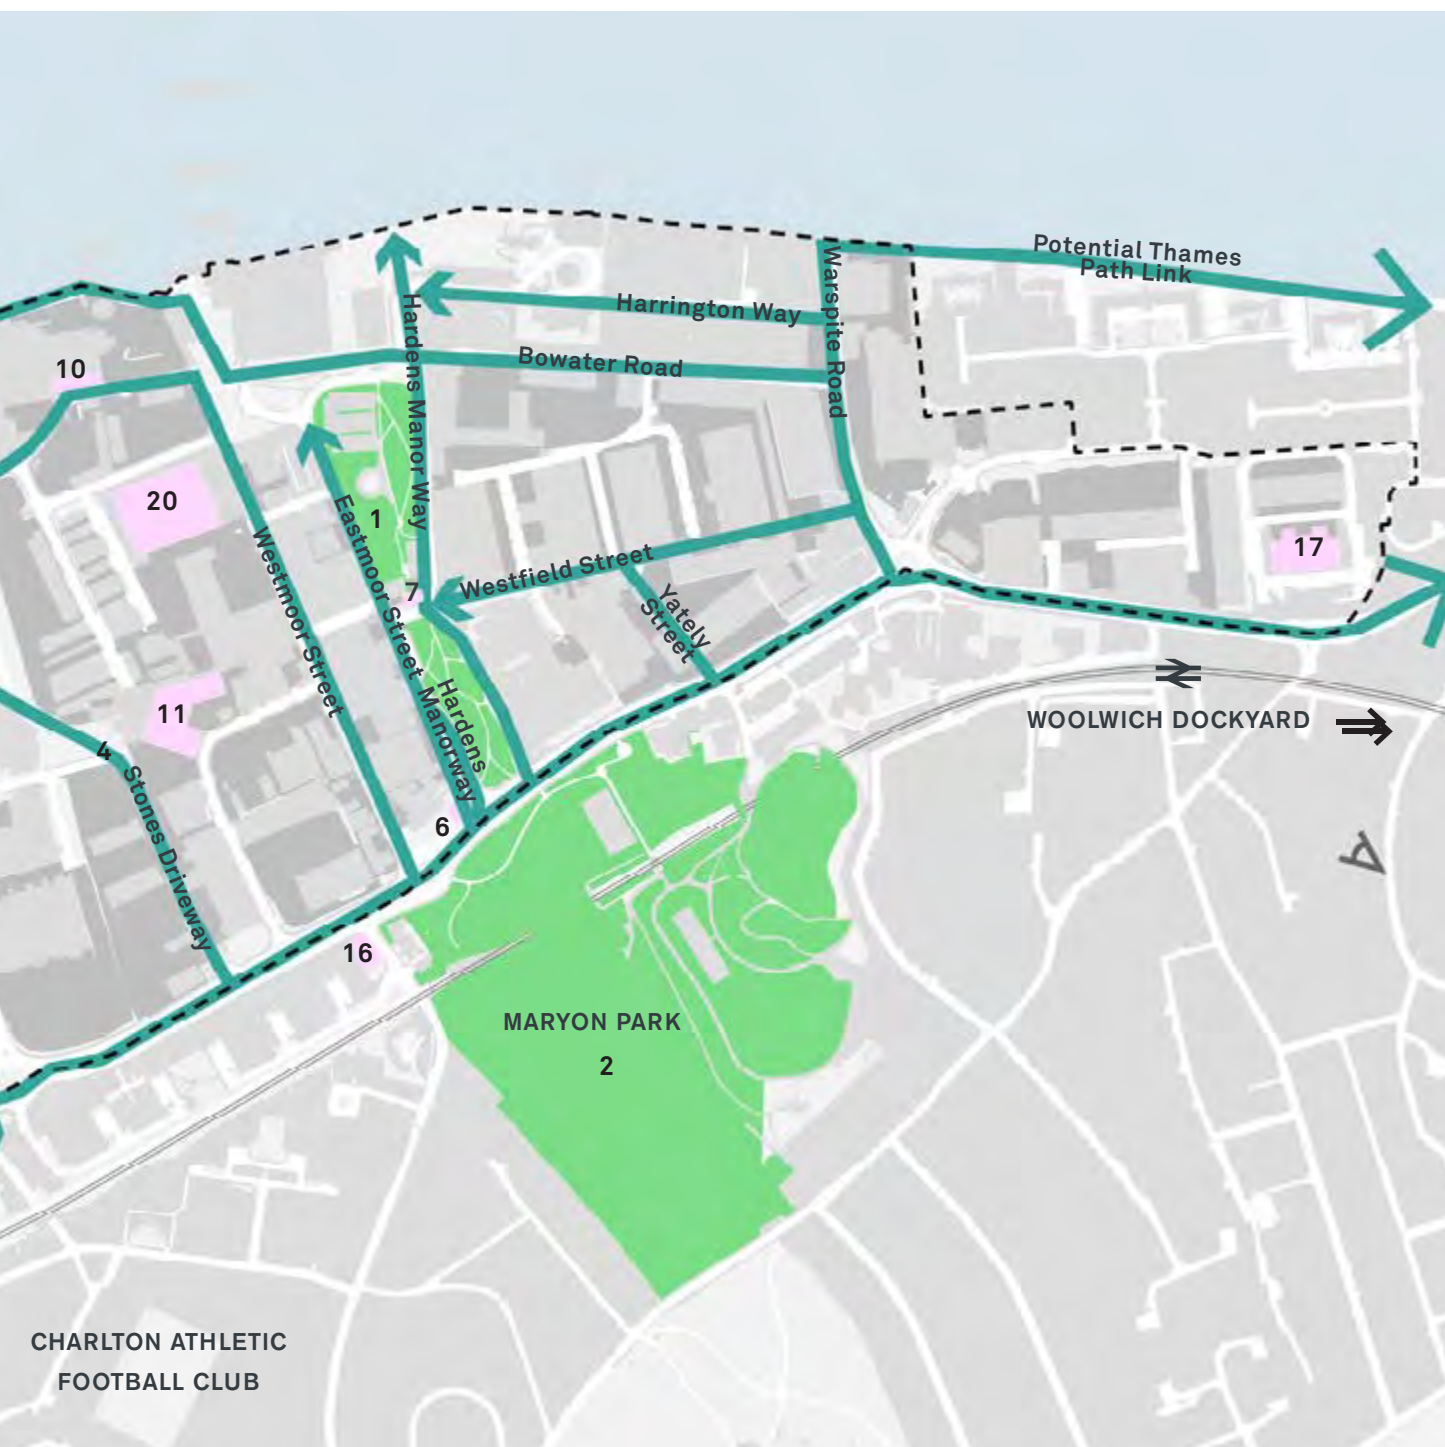 Potential Thames
Path Link
Harrington Way
Warspite Road
Bowater Road
Hardens Manor Way
10
20
1
Westmoor Street
Eastmoor Street
7
Westfield Street
Yately
Street
17
11
Hardens
Manorway
WOOLWICH DOCKYARD
4
Stones Driveway
6
16
MARYON PARK
2
CHARLTON ATHLETIC
FOOTBALL CLUB